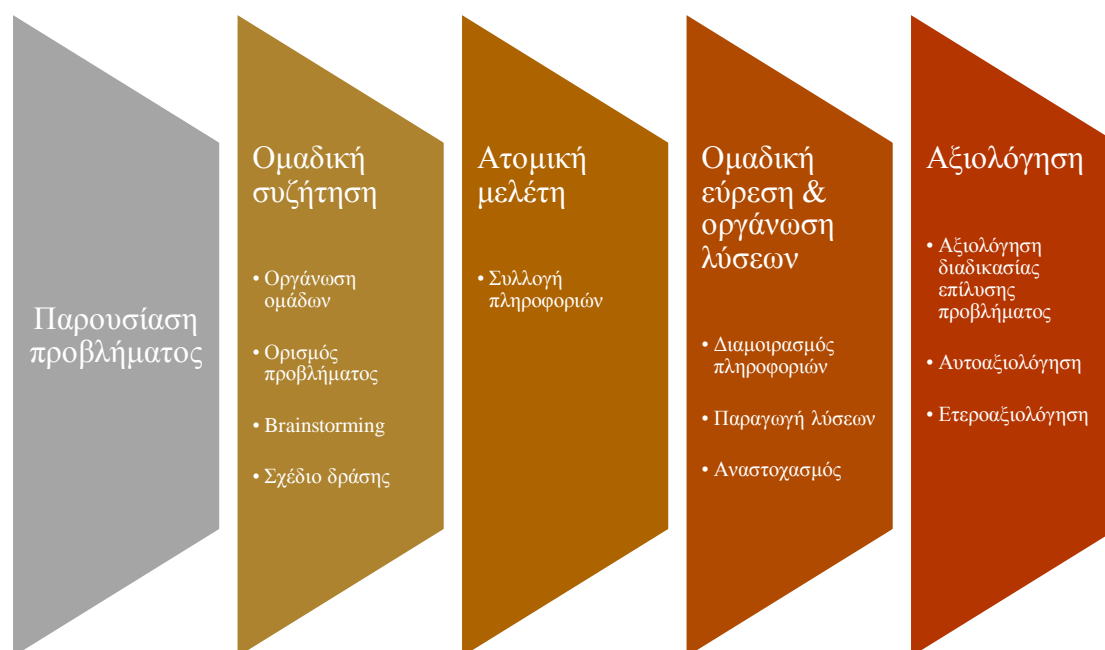 Παρουσίαση
προβλήματος
Ομαδική
συζήτηση
• Οργάνωση
ομάδων
• Ορισμός
προβλήματος
• Brainstorming
• Σχέδιο δράσης
Ατομική
μελέτη
• Συλλογή
πληροφοριών
Ομαδική
εύρεση &
οργάνωση
λύσεων
• Διαμοιρασμός
πληροφοριών
• Παραγωγή λύσεων
• Αναστοχασμός
Αξιολόγηση
• Αξιολόγηση
διαδικασίας
επίλυσης
προβλήματος
• Αυτοαξιολόγηση
• Ετεροαξιολόγηση